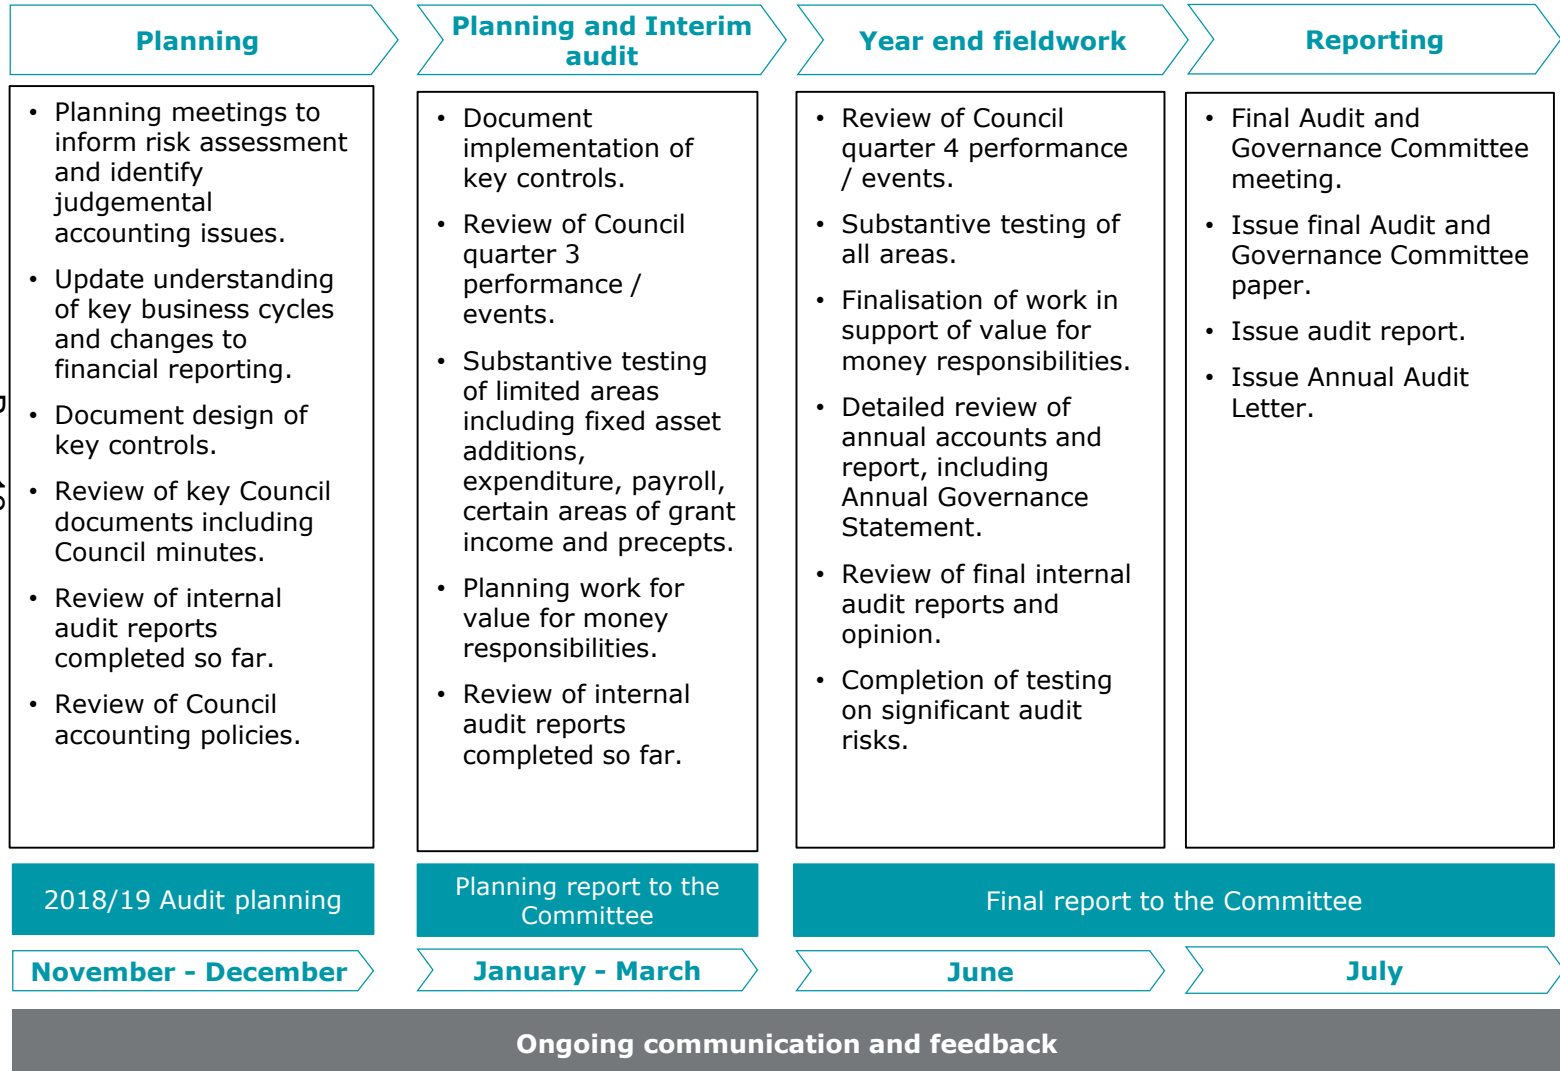 Planning
Planning and Interim
audit
Year end fieldwork
Reporting
• Planning meetings to
inform risk assessment
and identify
judgemental
accounting issues.
• Update understanding
of key business cycles
and changes to
financial reporting.
• Document design of
key controls.
• Review of key Council
documents including
Council minutes.
• Review of internal
audit reports
completed so far.
• Review of Council
accounting policies.
• Document
implementation of
key controls.
• Review of Council
quarter 3
performance /
events.
• Substantive testing
of limited areas
including fixed asset
additions,
expenditure, payroll,
certain areas of grant
income and precepts.
• Planning work for
value for money
responsibilities.
• Review of internal
audit reports
completed so far.
• Review of Council
quarter 4 performance
/ events.
• Substantive testing of
all areas.
• Finalisation of work in
support of value for
money responsibilities.
• Detailed review of
annual accounts and
report, including
Annual Governance
Statement.
• Review of final internal
audit reports and
opinion.
• Completion of testing
on significant audit
risks.
• Final Audit and
Governance Committee
meeting.
• Issue final Audit and
Governance Committee
paper.
• Issue audit report.
• Issue Annual Audit
Letter.
2018/19 Audit planning
Planning report to the
Committee
Final report to the Committee
November - December
January - March
June
July
Ongoing communication and feedback